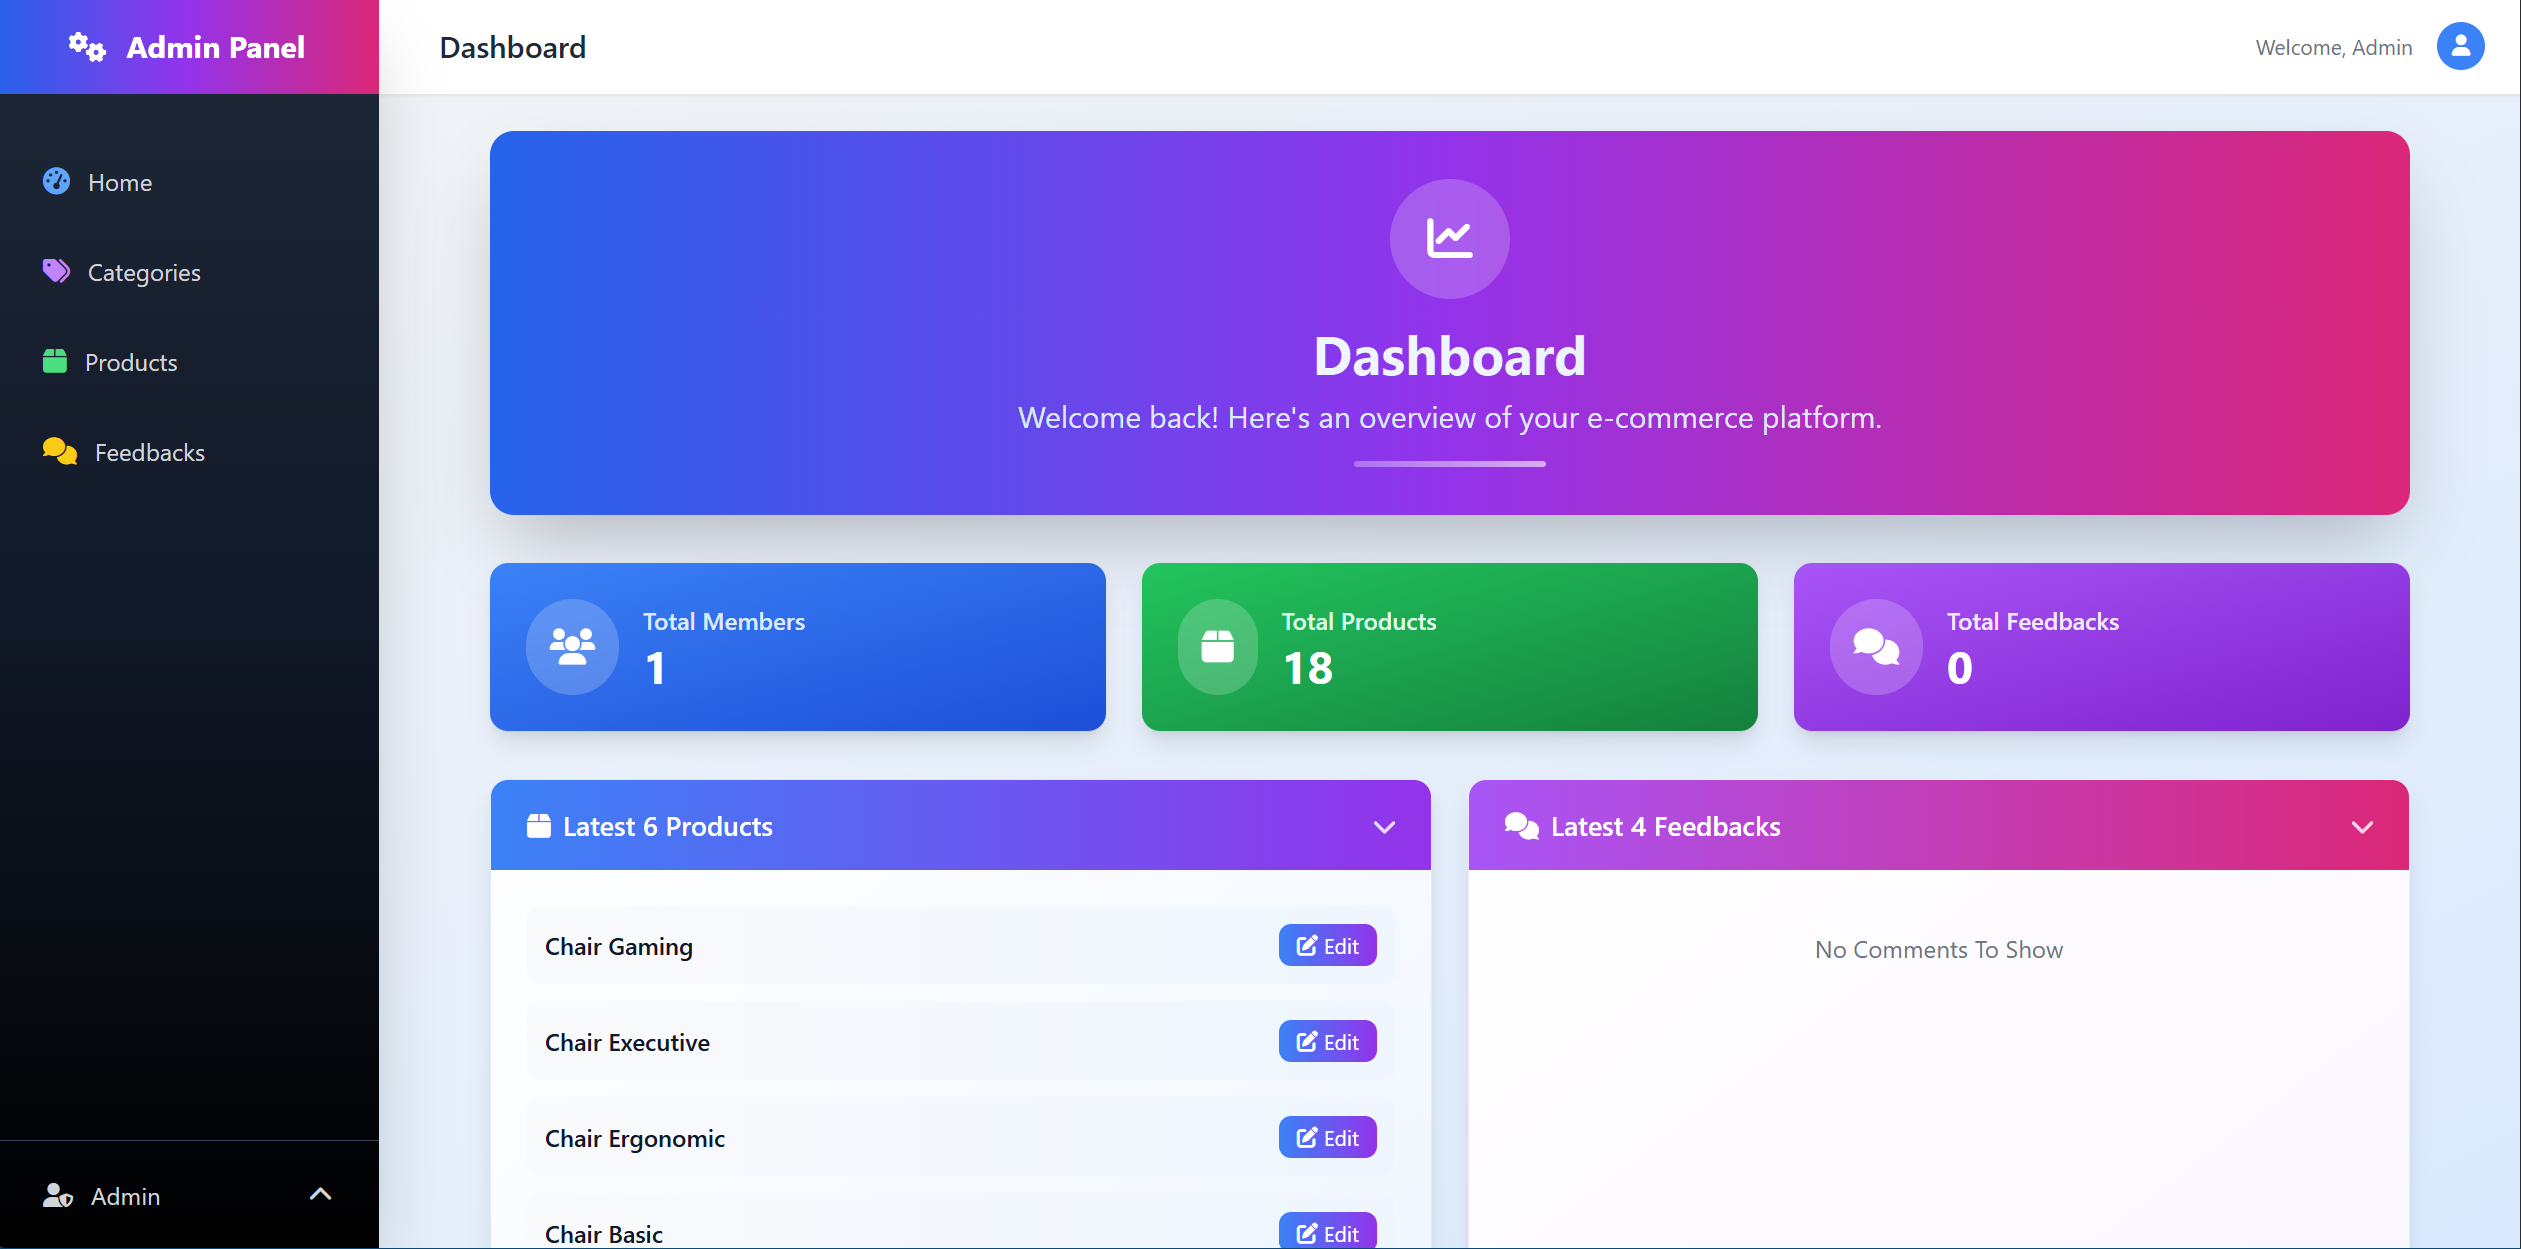 Admin Panel
Dashboard
Welcome, Admin
Home
Categories
Products
Feedbacks
Admin
Dashboard
Welcome back! Here's an overview of your e-commerce platform.
Total Members
1
Total Products
18
Total Feedbacks
0
Latest 6 Products
Chair Gaming
Edit
Chair Executive
Edit
Chair Ergonomic
Edit
Chair Basic
Edit
Latest 4 Feedbacks
No Comments To Show